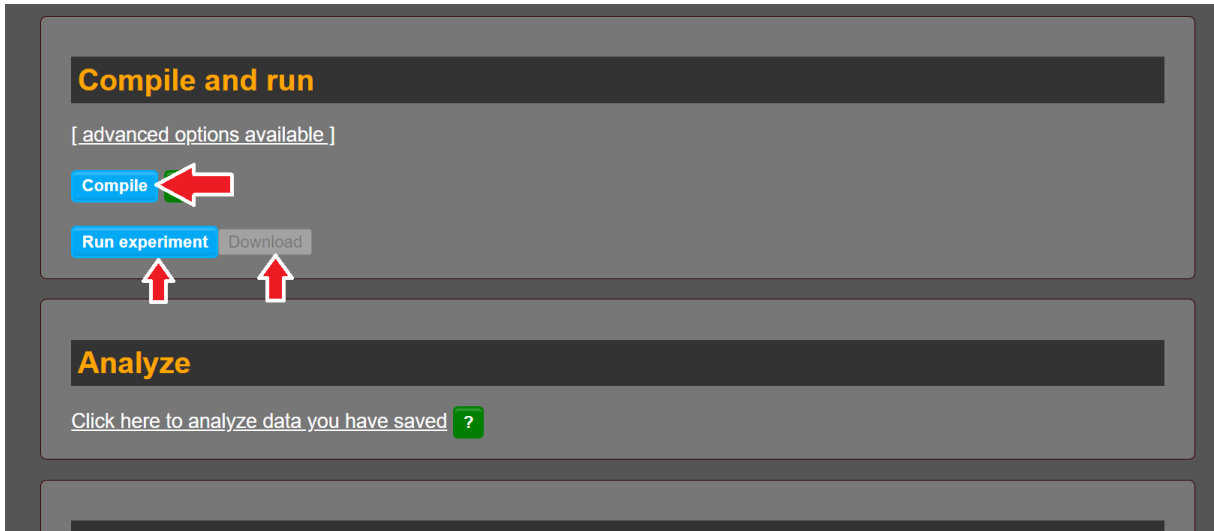 Compile and run
[ advanced options available ]
Compile
Run experiment Download
Analyze
Click here to analyze data you have saved ?